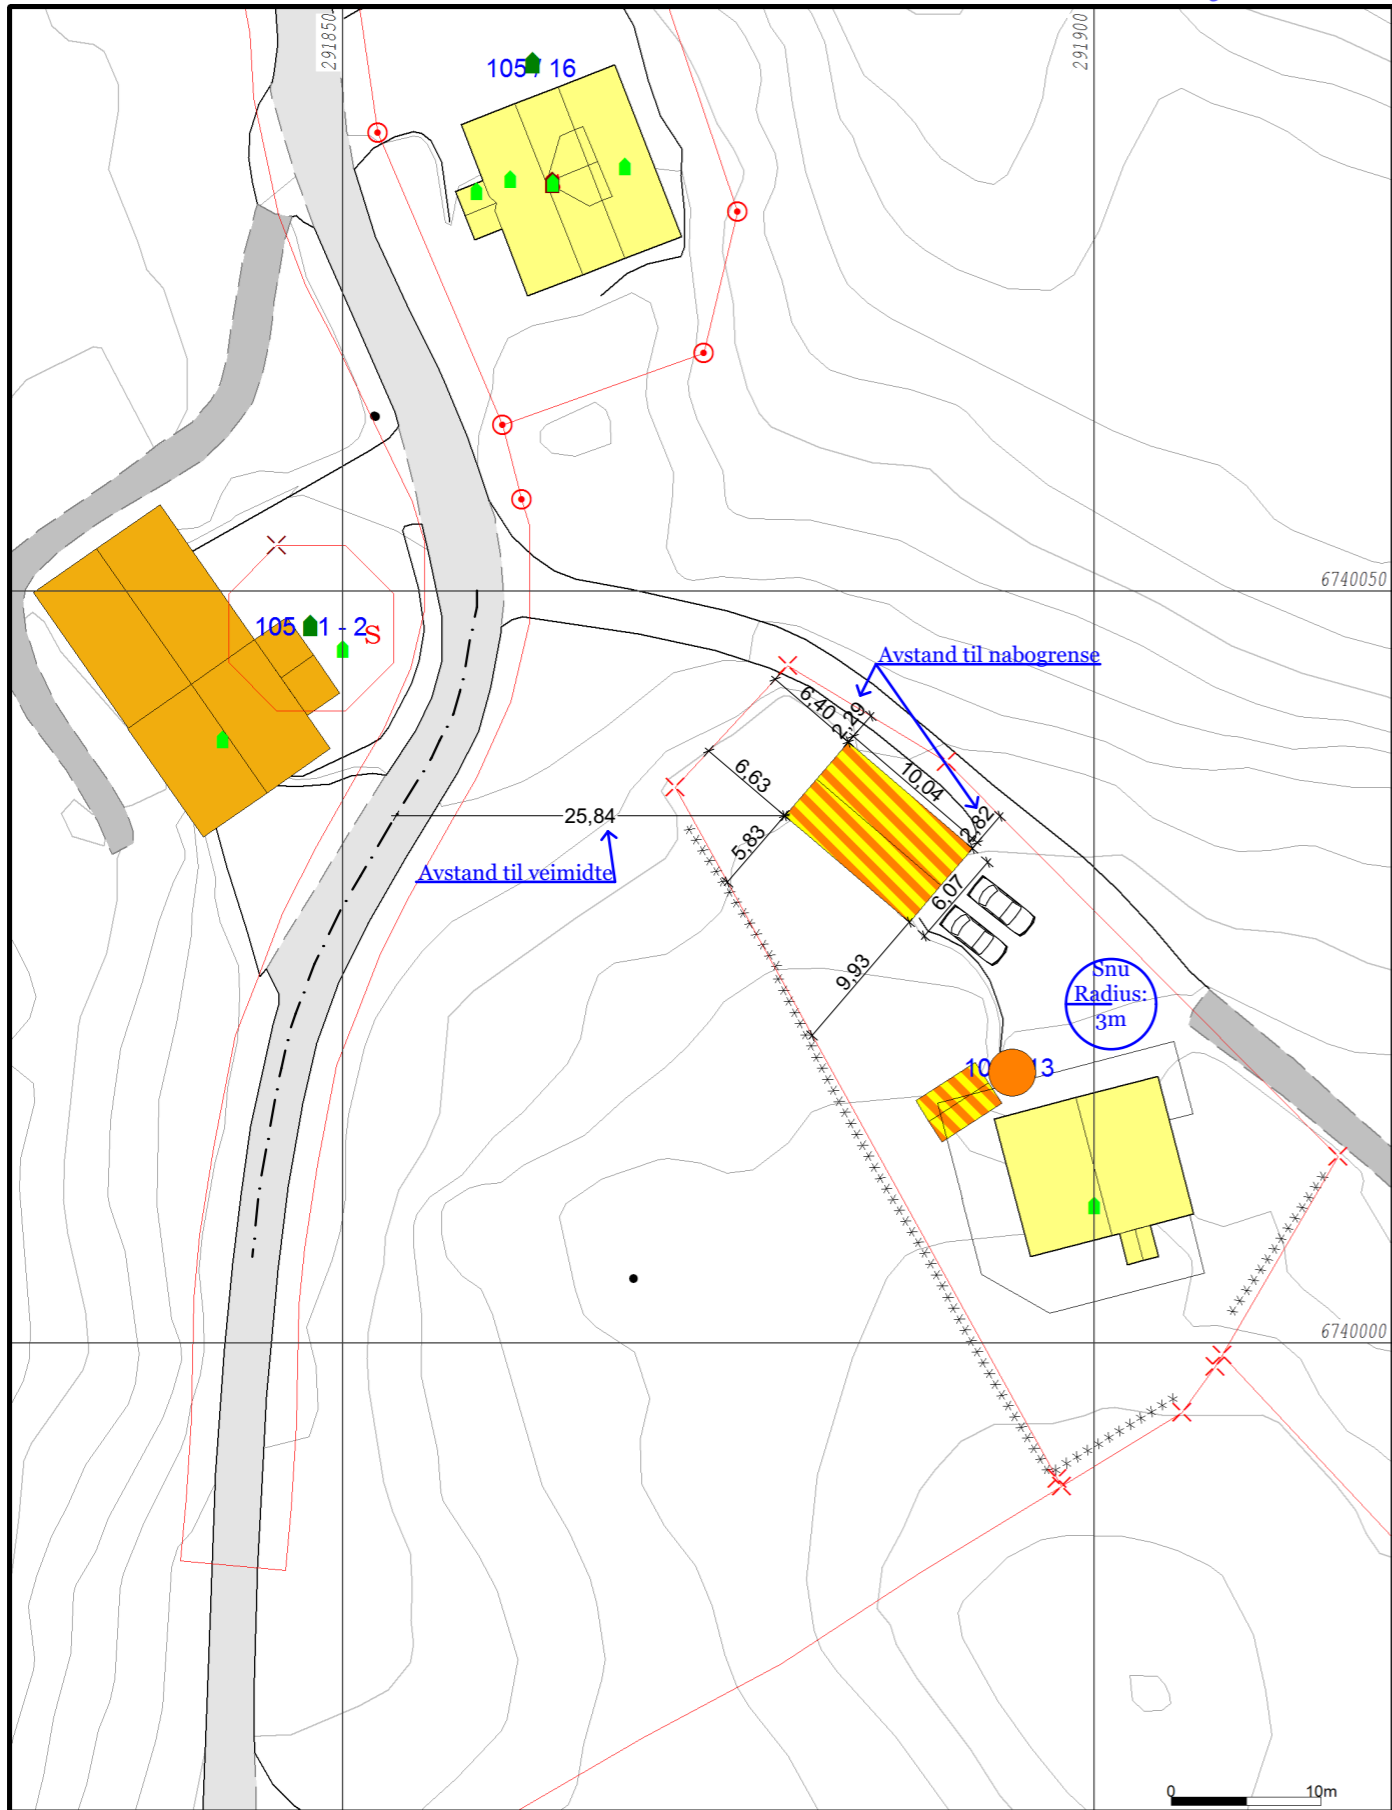 291850
291900
105 / 16
6740050
105 1 - 2
S
Avstand til nabogrense
6,40
2,29
10,04
6,63
25,84
2,82
5,83
Avstand til veimidte
6,07
9,93
Snu
Radius:
3m
10 13
6740000
0 10m